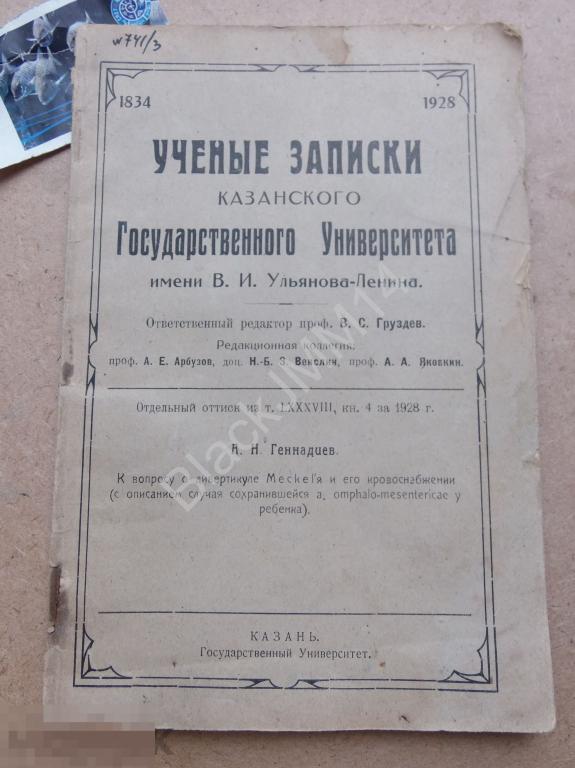 w741/3
1834 1928
УЧЕНЫЕ ЗАПИСКИ
КАЗАНСКОГО
Государственного Университета
имени В. И. Ульянова-Ленина.
Ответственный редактор проф. В. С. Груздев.
Редакционная коллегия:
проф. А. Е. Арбузов, доц. Н.-Б. З. Векслин, проф. А. А. Яковкин.
Отдельный оттиск из т. LXXXVIII, кн. 4 за 1928 г.
А. Н. Геннадиев.
К вопросу о дивертикуле Meckel'я и его кровоснабжении
(с описанием случая сохранившейся a. omphalo-mesentericae у
ребенка).
КАЗАНЬ.
Государственный Университет.
BlackJMM14